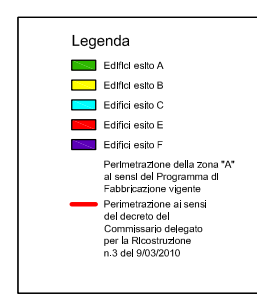 Legenda
Edifici esito A
Edifici esito B
Edifici esito C
Edifici esito E
Edifici esito F
Perimetrazione della zona "A"
ai sensi del Programma di
Fabbricazione vigente
Perimetrazione ai sensi
del decreto del
Commissario delegato
per la Ricostruzione
n.3 del 9/03/2010